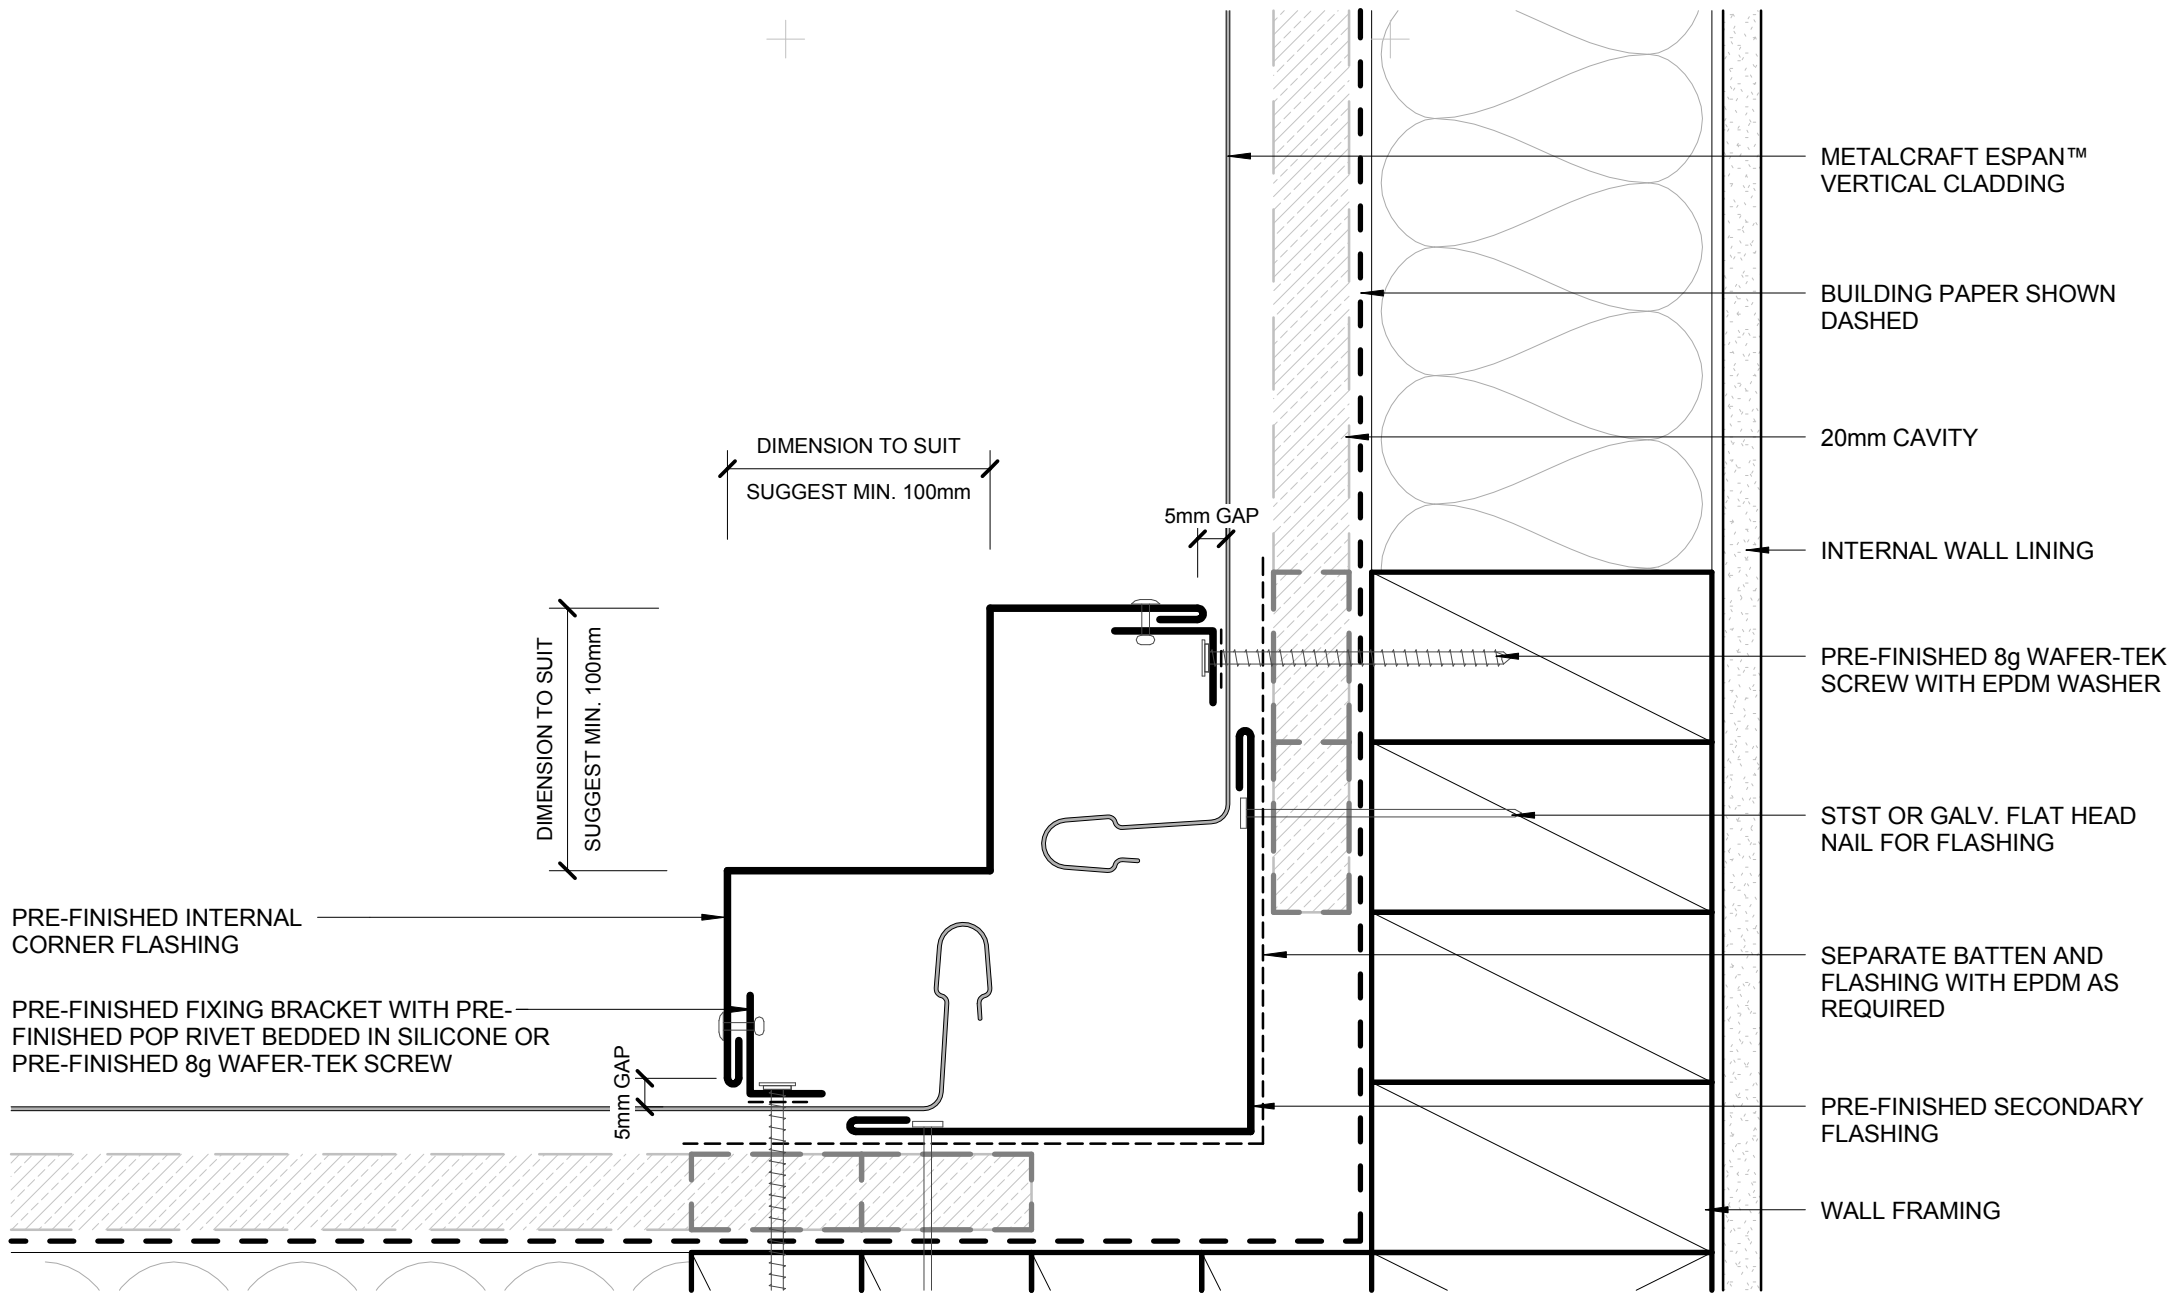 METALCRAFT ESPAN™
VERTICAL CLADDING
BUILDING PAPER SHOWN
DASHED
DIMENSION TO SUIT
SUGGEST MIN. 100mm
20mm CAVITY
5mm GAP
INTERNAL WALL LINING
DIMENSION TO SUIT
SUGGEST MIN. 100mm
PRE-FINISHED 8g WAFER-TEK
SCREW WITH EPDM WASHER
STST OR GALV. FLAT HEAD
NAIL FOR FLASHING
PRE-FINISHED INTERNAL
CORNER FLASHING
SEPARATE BATTEN AND
FLASHING WITH EPDM AS
REQUIRED
PRE-FINISHED FIXING BRACKET WITH PRE-
FINISHED POP RIVET BEDDED IN SILICONE OR
PRE-FINISHED 8g WAFER-TEK SCREW
5mm GAP
PRE-FINISHED SECONDARY
FLASHING
WALL FRAMING